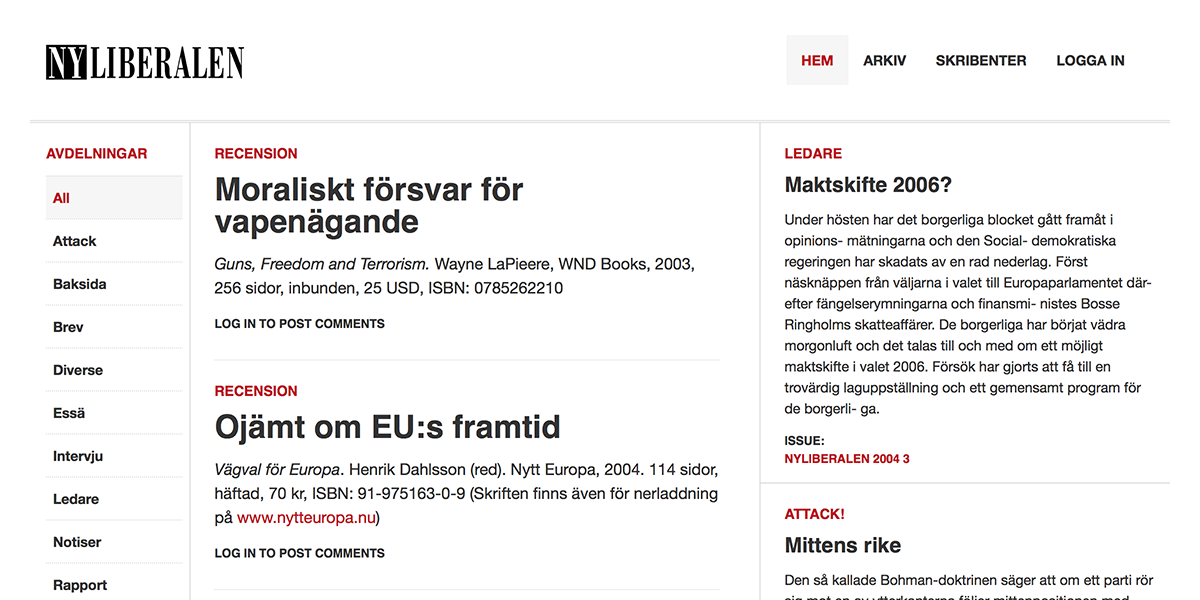 NYLIBERALEN
HEM
ARKIV
SKRIBENTER
LOGGA IN
AVDELNINGAR
All
Attack
Baksida
Brev
Diverse
Essä
Intervju
Ledare
Notiser
Rapport
RECENSION
Moraliskt försvar för
vapenägande
Guns, Freedom and Terrorism. Wayne LaPieere, WND Books, 2003,
256 sidor, inbunden, 25 USD, ISBN: 0785262210
LOG IN TO POST COMMENTS
RECENSION
Ojämt om EU:s framtid
Vägval för Europa. Henrik Dahlsson (red). Nytt Europa, 2004. 114 sidor,
häftad, 70 kr, ISBN: 91-975163-0-9 (Skriften finns även för nerladdning
på www.nytteuropa.nu)
LOG IN TO POST COMMENTS
LEDARE
Maktskifte 2006?
Under hösten har det borgerliga blocket gått framåt i
opinions- mätningarna och den Social- demokratiska
regeringen har skadats av en rad nederlag. Först
näsknäppen från väljarna i valet till Europaparlamentet där-
efter fängelserymningarna och finansmi- nistes Bosse
Ringholms skatteaffärer. De borgerliga har börjat vädra
morgonluft och det talas till och med om ett möjligt
maktskifte i valet 2006. Försök har gjorts att få till en
trovärdig laguppställning och ett gemensamt program för
de borgerli- ga.
ISSUE:
NYLIBERALEN 2004 3
ATTACK!
Mittens rike
Den så kallade Bohman-doktrinen säger att om ett parti rör
sig mot en av ytterkanterna följer mittenpositionen med